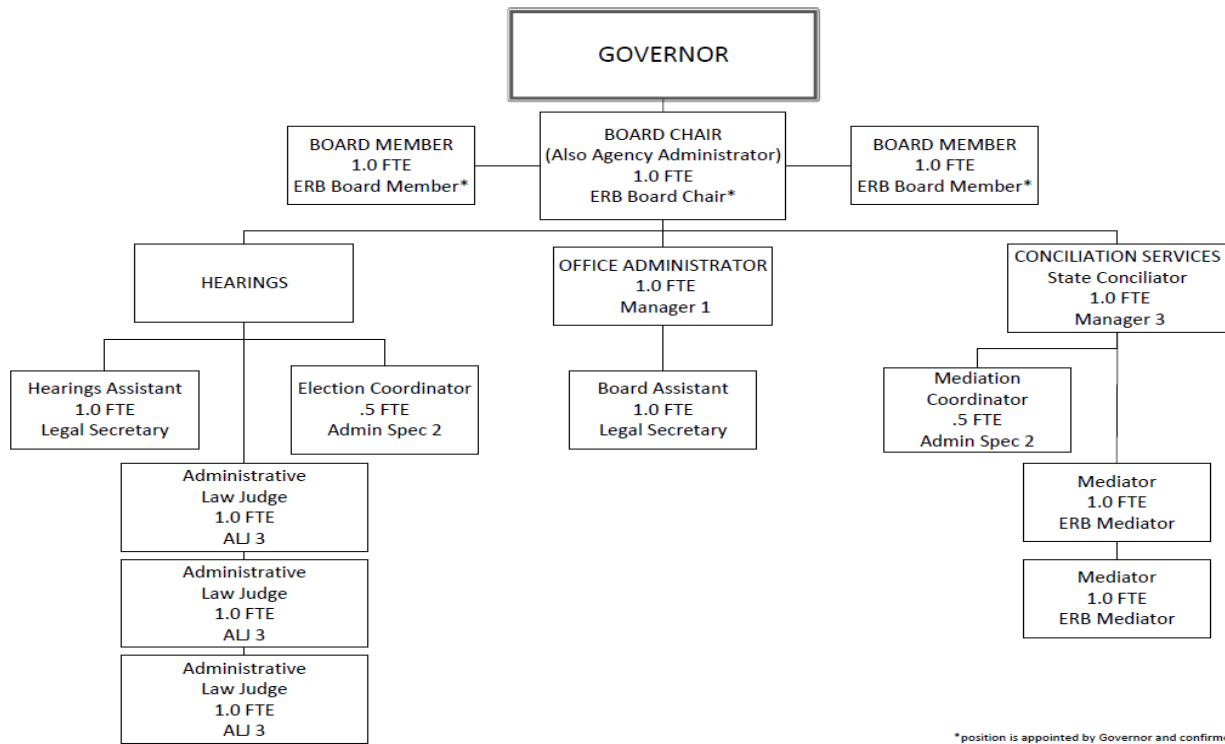 GOVERNOR
BOARD MEMBER
1.0 FTE
ERB Board Member*
BOARD CHAIR
(Also Agency Administrator)
1.0 FTE
ERB Board Chair*
BOARD MEMBER
1.0 FTE
ERB Board Member*
HEARINGS
OFFICE ADMINISTRATOR
1.0 FTE
Manager 1
CONCILIATION SERVICES
State Conciliator
1.0 FTE
Manager 3
Hearings Assistant
1.0 FTE
Legal Secretary
Election Coordinator
.5 FTE
Admin Spec 2
Board Assistant
1.0 FTE
Legal Secretary
Mediation
Coordinator
.5 FTE
Admin Spec 2
Administrative
Law Judge
1.0 FTE
ALJ 3
Administrative
Law Judge
1.0 FTE
ALJ 3
Administrative
Law Judge
1.0 FTE
ALJ 3
Mediator
1.0 FTE
ERB Mediator
Mediator
1.0 FTE
ERB Mediator
*position is appointed by Governor and